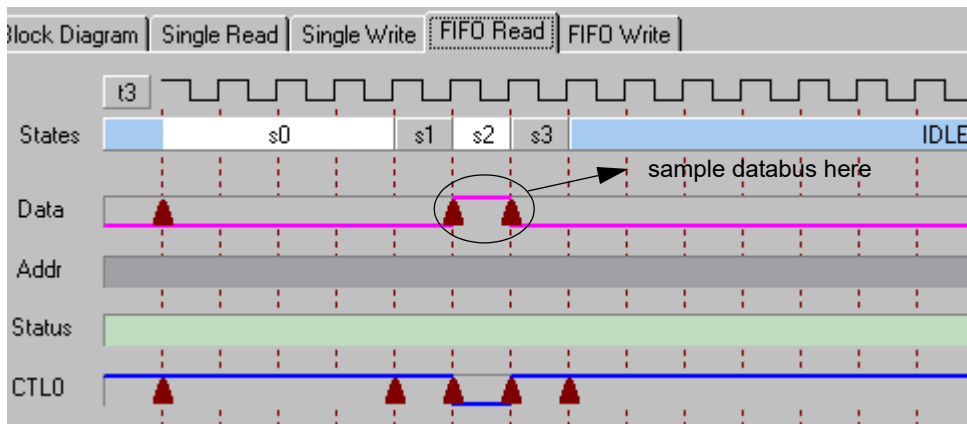 Block Diagram Single Read Single Write FIFO Read FIFO Write
t3
States s0 s1 s2 s3 IDLE
sample databus here
Data
Addr
Status
CTL0